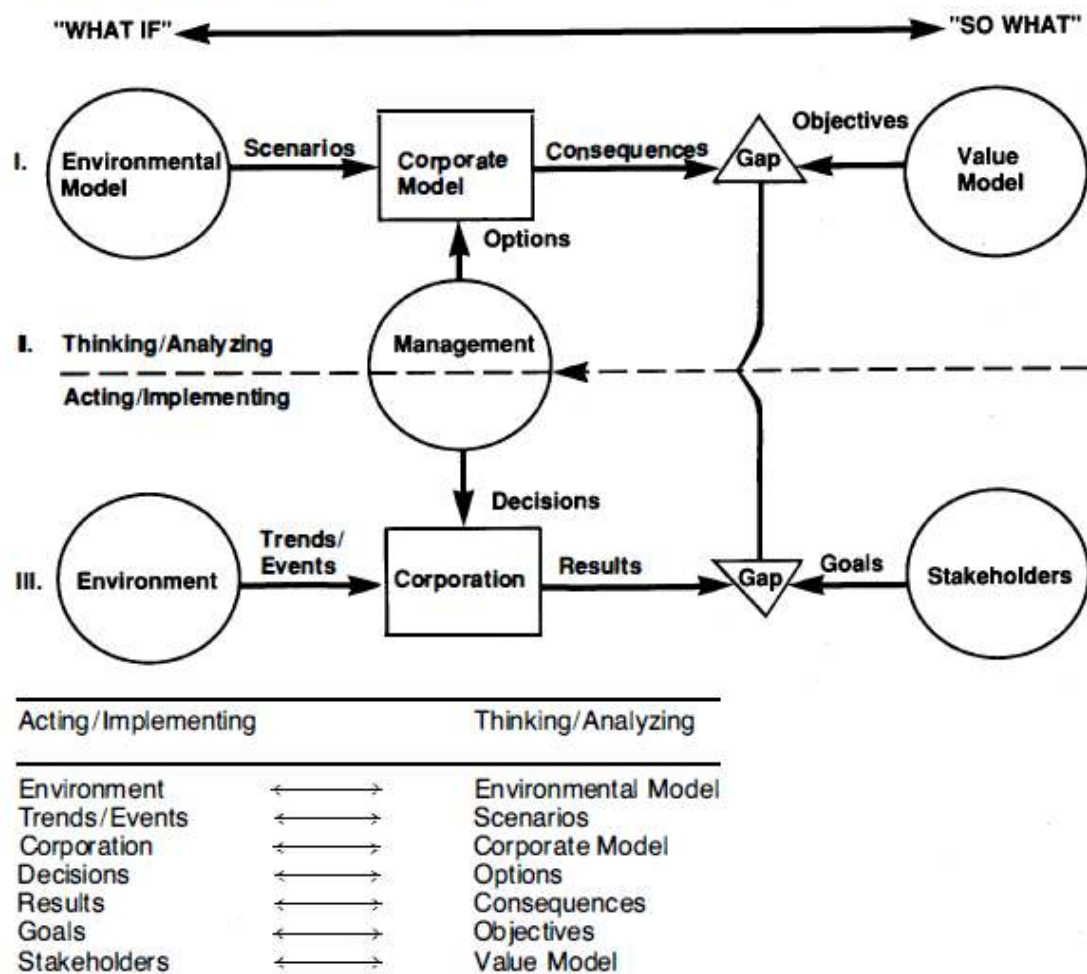 "WHAT IF" "SO WHAT"
Objectives
Scenarios
Consequences
I.
Environmental
Model
Corporate
Model
Gap
Value
Model
Options
II.
Thinking/Analyzing
Management
Acting/Implementing
Decisions
Trends/
Events
Results
Goals
III.
Environment
Corporation
Gap
Stakeholders
Acting/Implementing Thinking/Analyzing
Environment Environmental Model
Trends/Events Scenarios
Corporation Corporate Model
Decisions Options
Results Consequences
Goals Objectives
Stakeholders Value Model